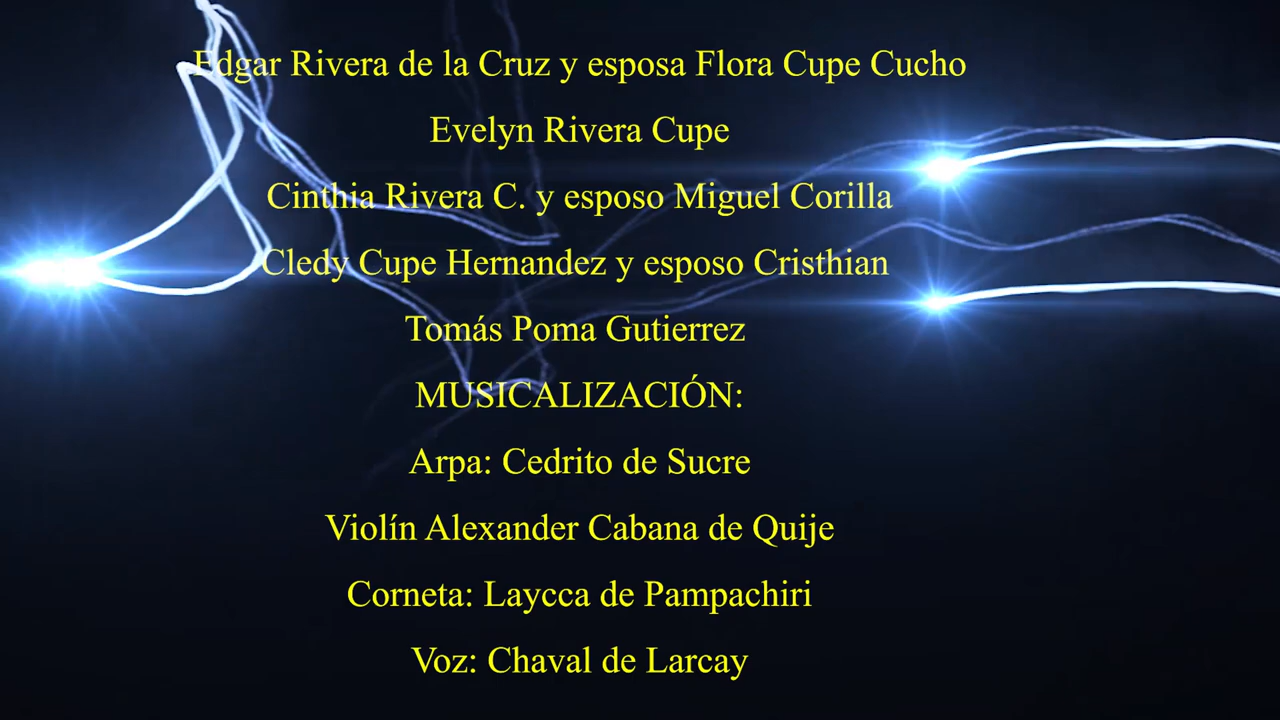 Edgar Rivera de la Cruz y esposa Flora Cupe Cucho
Evelyn Rivera Cupe
Cinthia Rivera C. y esposo Miguel Corilla
Cledy Cupe Hernandez y esposo Cristhian
Tomás Poma Gutierrez
MUSICALIZACIÓN:
Arpa: Cedrito de Sucre
Violín Alexander Cabana de Quije
Corneta: Laycca de Pampachiri
Voz: Chaval de Larcay